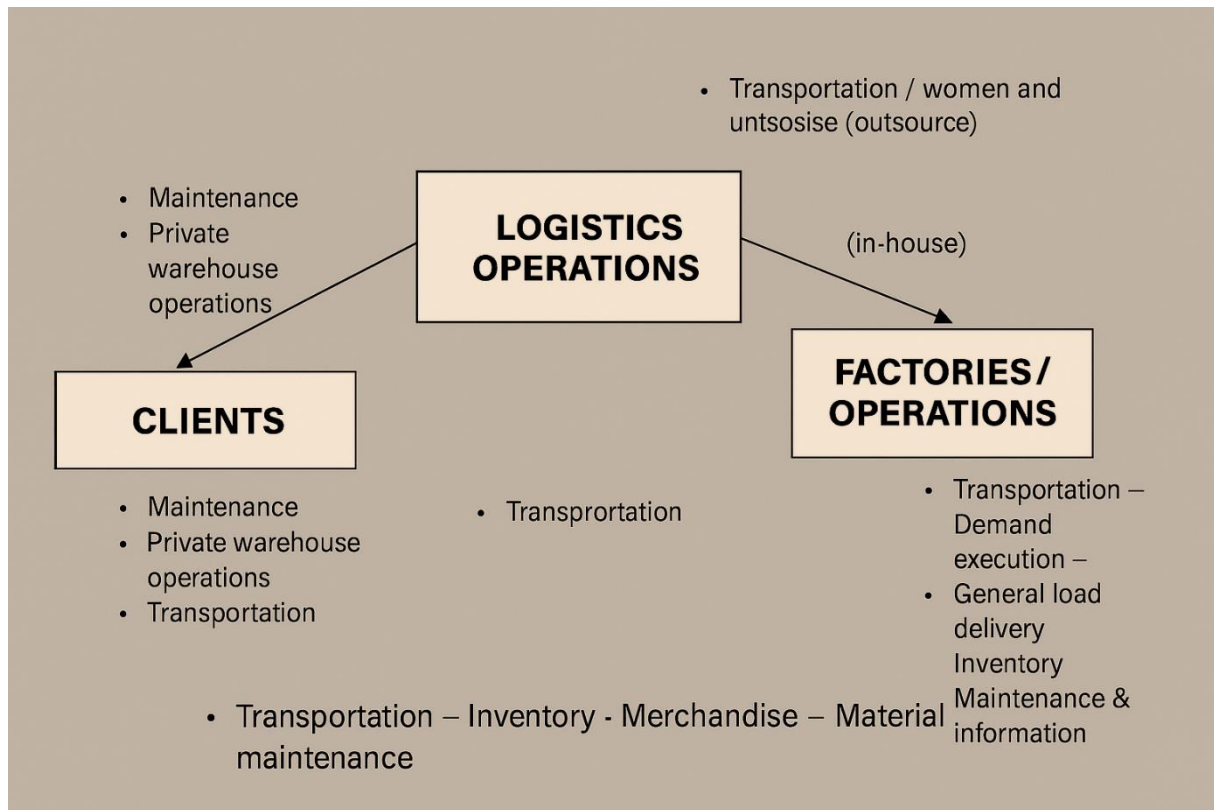 • Transportation / women and
untsosise (outsource)
• Maintenance
• Private
warehouse
operations
LOGISTICS
OPERATIONS
(in-house)
CLIENTS
FACTORIES/
OPERATIONS
• Maintenance
• Private warehouse
operations
• Transportation
• Transprortation
• Transportation –
Demand
execution –
• General load
delivery
Inventory
Maintenance &
information
• Transportation – Inventory - Merchandise – Material
maintenance